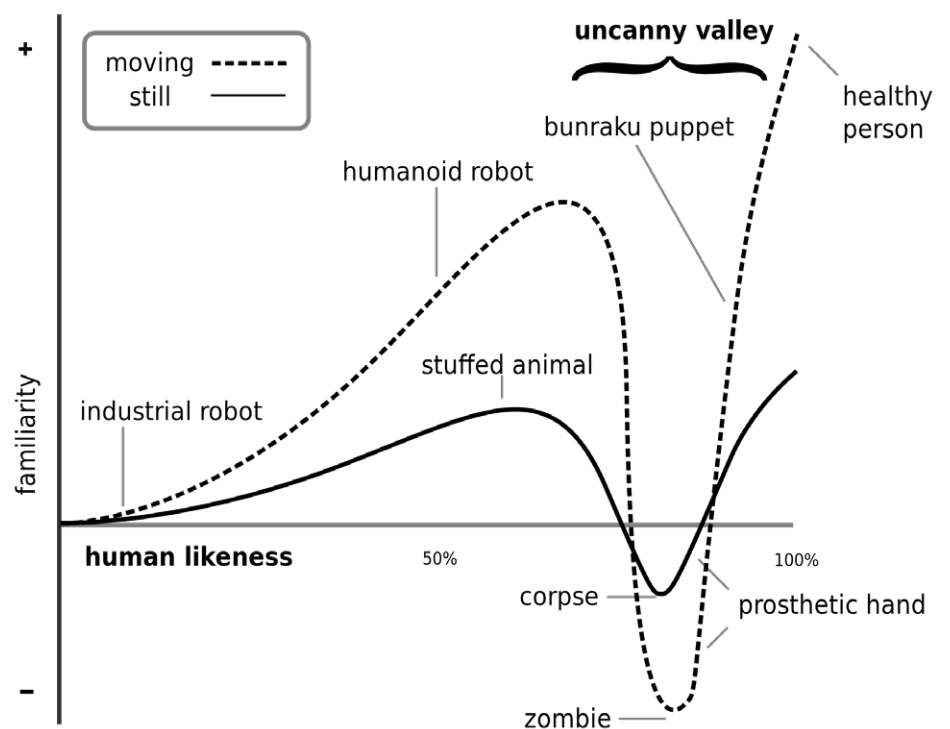 +
uncanny valley
moving
still
healthy
person
bunraku puppet
humanoid robot
stuffed animal
industrial robot
familiarity
human likeness
50%
100%
corpse
prosthetic hand
–
zombie